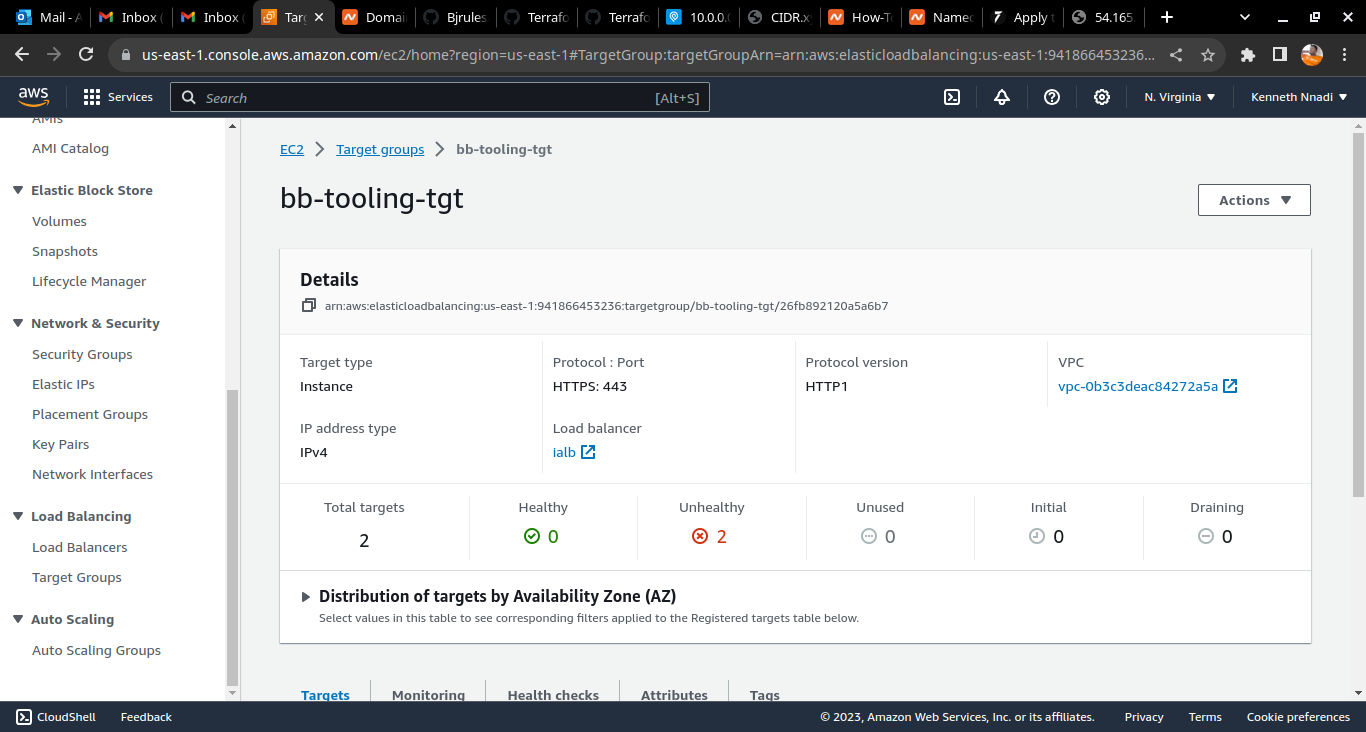 Mail - A
Inbox (
Inbox (
Targ
Domai
Bjrules
Terrafo
Terrafo
10.0.0.
CIDR.x
How-T
Named
Apply t
54.165.
us-east-1.console.aws.amazon.com/ec2/home?region=us-east-1#TargetGroup:targetGroupArn=arn:aws:elasticloadbalancing:us-east-1:941866453236...
aws
Services
Search
[Alt+S]
N. Virginia
Kenneth Nnadi
AMIs
AMI Catalog
Elastic Block Store
Volumes
Snapshots
Lifecycle Manager
Network & Security
Security Groups
Elastic IPs
Placement Groups
Key Pairs
Network Interfaces
Load Balancing
Load Balancers
Target Groups
Auto Scaling
Auto Scaling Groups
EC2
Target groups
bb-tooling-tgt
bb-tooling-tgt
Actions
Details
arn:aws:elasticloadbalancing:us-east-1:941866453236:targetgroup/bb-tooling-tgt/26fb892120a5a6b7
Target type
Instance
Protocol : Port
HTTPS: 443
Protocol version
HTTP1
VPC
vpc-0b3c3deac84272a5a
IP address type
IPv4
Load balancer
ialb
Total targets
2
Healthy
0
Unhealthy
2
Unused
0
Initial
0
Draining
0
Distribution of targets by Availability Zone (AZ)
Select values in this table to see corresponding filters applied to the Registered targets table below.
Targets
Monitoring
Health checks
Attributes
Tags
CloudShell
Feedback
© 2023, Amazon Web Services, Inc. or its affiliates.
Privacy
Terms
Cookie preferences